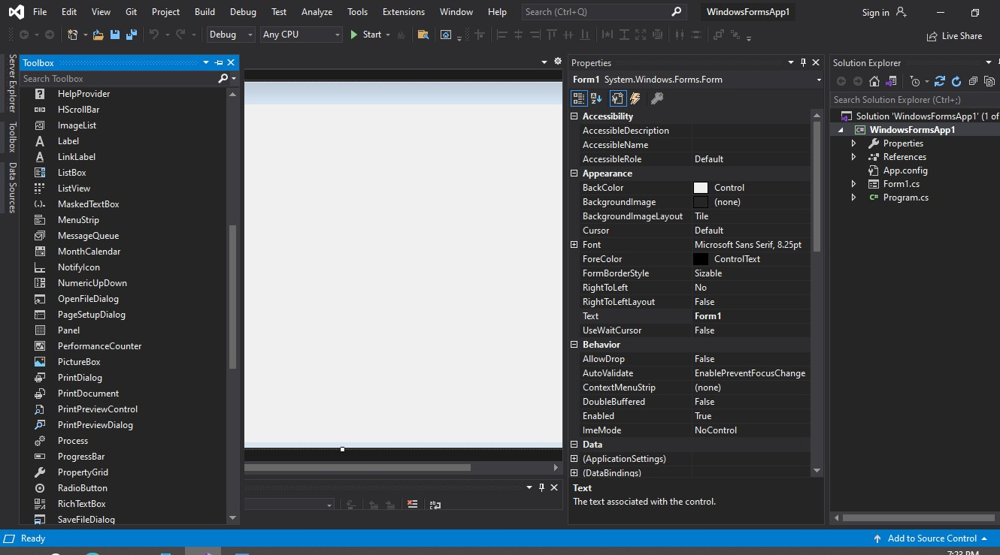 File Edit View Git Project Build Debug Test Analyze Tools Extensions Window Help Search (Ctrl+Q) WindowsFormsApp1 Sign in
Debug Any CPU Start Live Share
Server Explorer
Toolbox
Data Sources
Toolbox
Search Toolbox
HelpProvider
HScrollBar
ImageList
Label
LinkLabel
ListBox
ListView
MaskedTextBox
MenuStrip
MessageQueue
MonthCalendar
NotifyIcon
NumericUpDown
OpenFileDialog
PageSetupDialog
Panel
PerformanceCounter
PictureBox
PrintDialog
PrintDocument
PrintPreviewControl
PrintPreviewDialog
Process
ProgressBar
PropertyGrid
RadioButton
RichTextBox
SaveFileDialog
Properties
Form1 System.Windows.Forms.Form
Accessibility
AccessibleDescription
AccessibleName
AccessibleRole Default
Appearance
BackColor Control
BackgroundImage (none)
BackgroundImageLayout Tile
Cursor Default
Font Microsoft Sans Serif, 8.25pt
ForeColor ControlText
FormBorderStyle Sizable
RightToLeft No
RightToLeftLayout False
Text Form1
UseWaitCursor False
Behavior
AllowDrop False
AutoValidate EnablePreventFocusChange
ContextMenuStrip (none)
DoubleBuffered False
Enabled True
ImeMode NoControl
Data
(ApplicationSettings)
(DataBindings)
Text
The text associated with the control.
Solution Explorer
Search Solution Explorer (Ctrl+;)
Solution 'WindowsFormsApp1' (1 of
WindowsFormsApp1
Properties
References
App.config
Form1.cs
C# Program.cs
Ready Add to Source Control
7:23 PM